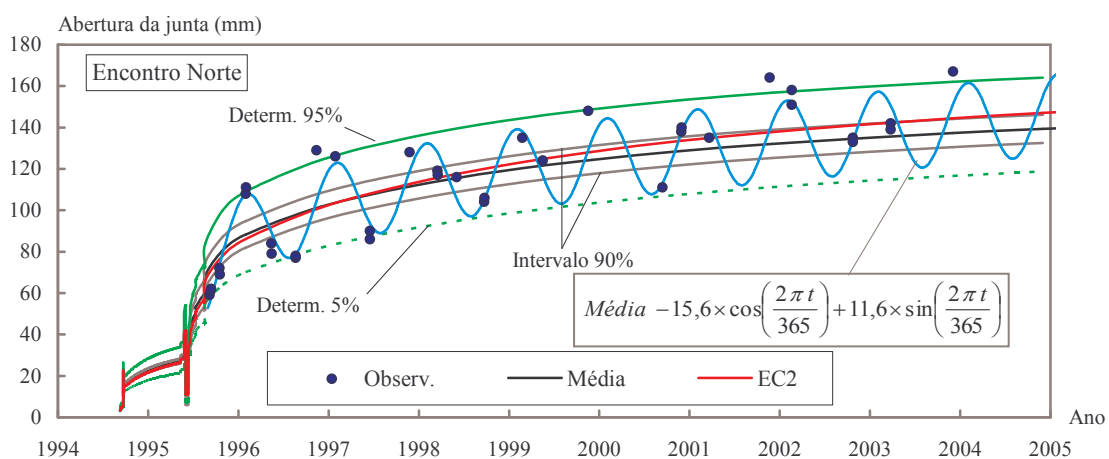 Abertura da junta (mm)
180
160
140
120
100
80
60
40
20
0
Encontro Norte
Determ. 95%
Intervalo 90%
Determ. 5%
Média −15,6×cos(2πt/365)+11,6×sin(2πt/365)
Observ. Média EC2
Ano
1994 1995 1996 1997 1998 1999 2000 2001 2002 2003 2004 2005